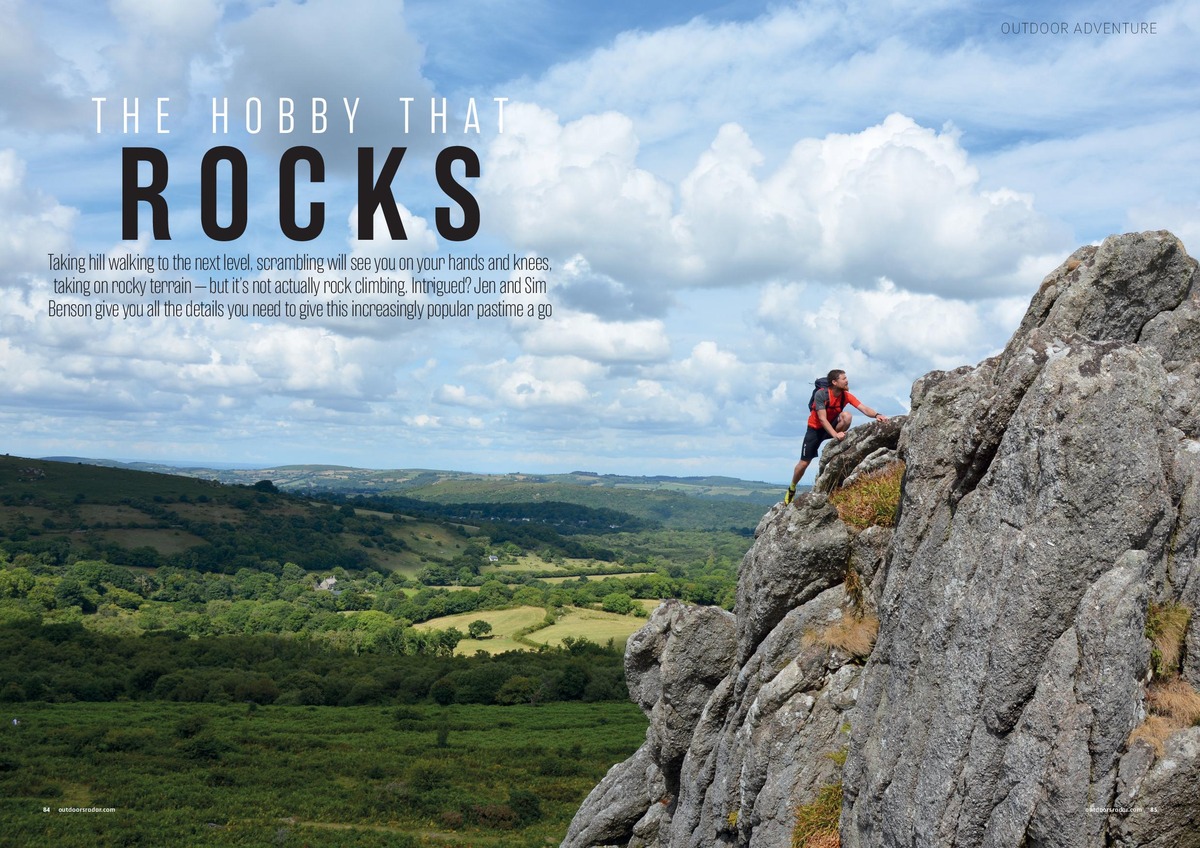 OUTDOOR ADVENTURE
THE HOBBY THAT
ROCKS
Taking hill walking to the next level, scrambling will see you on your hands and knees,
taking on rocky terrain — but it's not actually rock climbing. Intrigued? Jen and Sim
Benson give you all the details you need to give this increasingly popular pastime a go
84 outdoorsradar.com
outdoorsradar.com 85